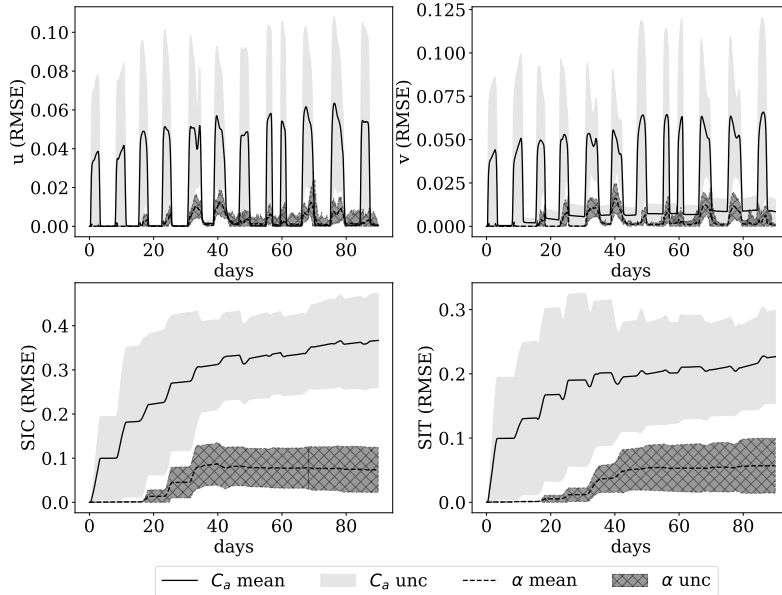 0.10
0.08
0.06
0.04
0.02
0.00
u (RMSE)
0 20 40 60 80
days
0.125
0.100
0.075
0.050
0.025
0.000
v (RMSE)
0 20 40 60 80
days
0.4
0.3
0.2
0.1
0.0
SIC (RMSE)
0 20 40 60 80
days
0.3
0.2
0.1
0.0
SIT (RMSE)
0 20 40 60 80
days
Cₐ mean Cₐ unc α mean α unc